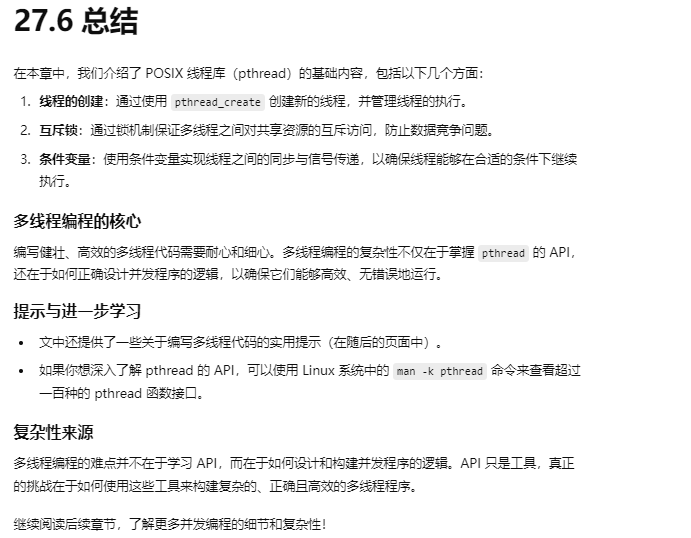 27.6 总结
在本章中，我们介绍了 POSIX 线程库（pthread）的基础内容，包括以下几个方面：
1. 线程的创建：通过使用 pthread_create 创建新的线程，并管理线程的执行。
2. 互斥锁：通过锁机制保证多线程之间对共享资源的互斥访问，防止数据竞争问题。
3. 条件变量：使用条件变量实现线程之间的同步与信号传递，以确保线程能够在合适的条件下继续
执行。
多线程编程的核心
编写健壮、高效的多线程代码需要耐心和细心。多线程编程的复杂性不仅在于掌握 pthread 的 API，
还在于如何正确设计并发程序的逻辑，以确保它们能够高效、无错误地运行。
提示与进一步学习
• 文中还提供了一些关于编写多线程代码的实用提示（在随后的页面中）。
• 如果你想深入了解 pthread 的 API，可以使用 Linux 系统中的 man -k pthread 命令来查看超过
一百种的 pthread 函数接口。
复杂性来源
多线程编程的难点并不在于学习 API，而在于如何设计和构建并发程序的逻辑。API 只是工具，真正
的挑战在于如何使用这些工具来构建复杂的、正确且高效的多线程程序。
继续阅读后续章节，了解更多并发编程的细节和复杂性！